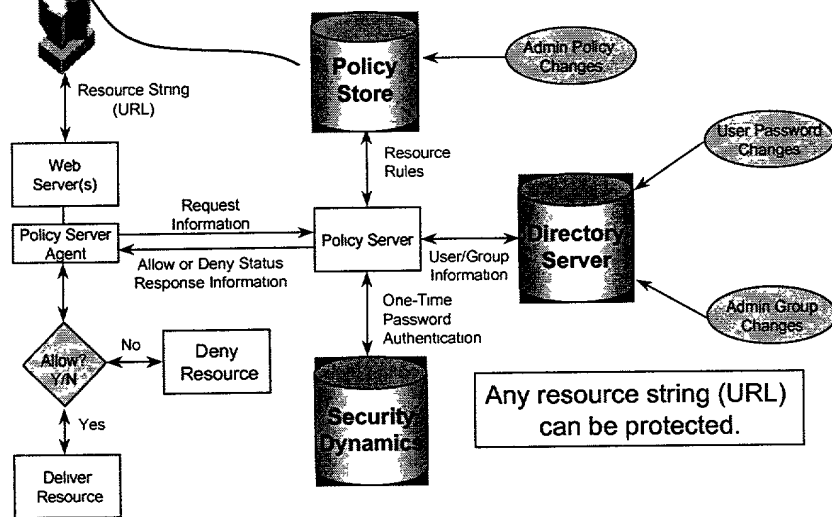 Admin Policy
Changes
Policy
Store
Resource String
(URL)
User Password
Changes
Web
Server(s)
Resource
Rules
Request
Information
Policy Server
Agent
Policy Server
Directory
Server
Allow or Deny Status
Response Information
User/Group
Information
One-Time
Password
Authentication
Admin Group
Changes
Allow?
Y/N
No
Deny
Resource
Security
Dynamics
Any resource string (URL)
can be protected.
Yes
Deliver
Resource